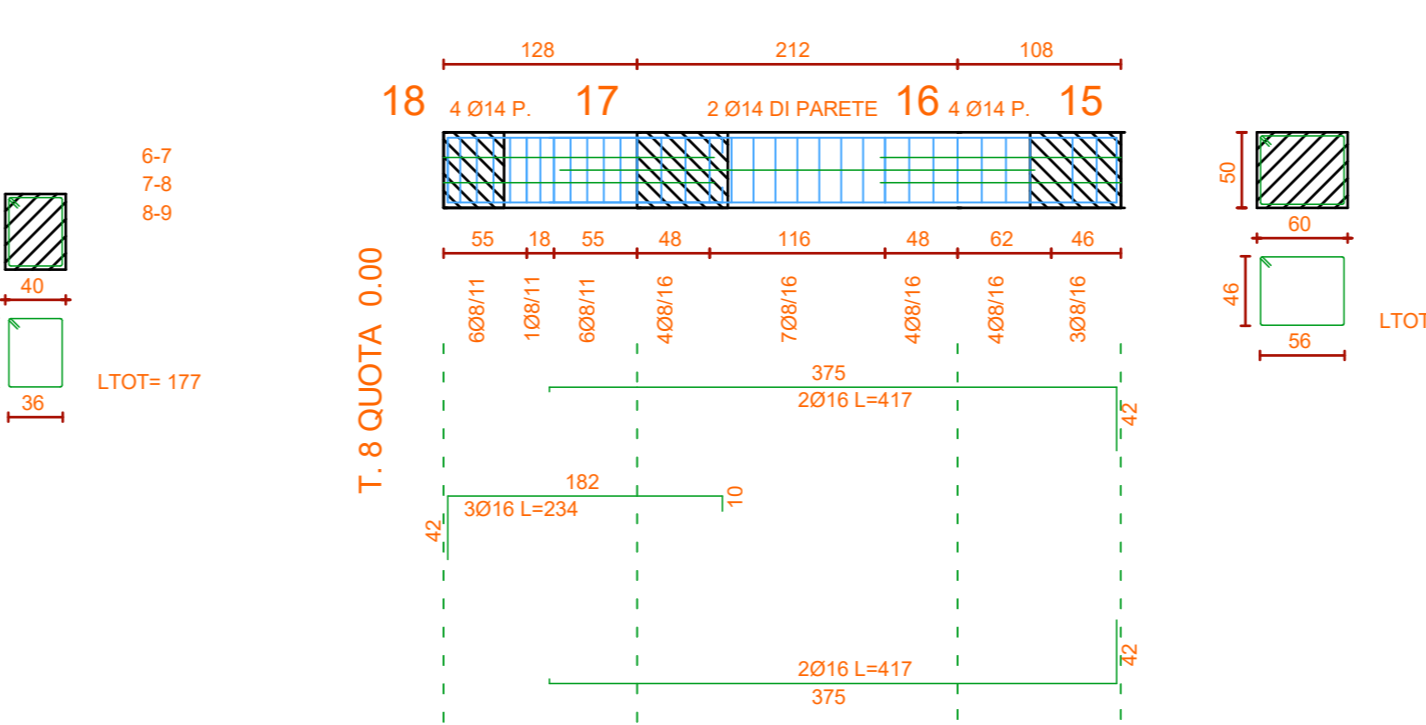 128 212 108
18 4 Ø14 P. 17 2 Ø14 DI PARETE 16 4 Ø14 P. 15
6-7
7-8
8-9
50
55 18 55 48 116 48 62 46
60
40
6Ø8/11 1Ø8/11 6Ø8/11 4Ø8/16 7Ø8/16 4Ø8/16 4Ø8/16 3Ø8/16
46
LTOT
56
T. 8 QUOTA 0.00
LTOT= 177
36
375
2Ø16 L=417
42
182
10
3Ø16 L=234
42
42
2Ø16 L=417
375